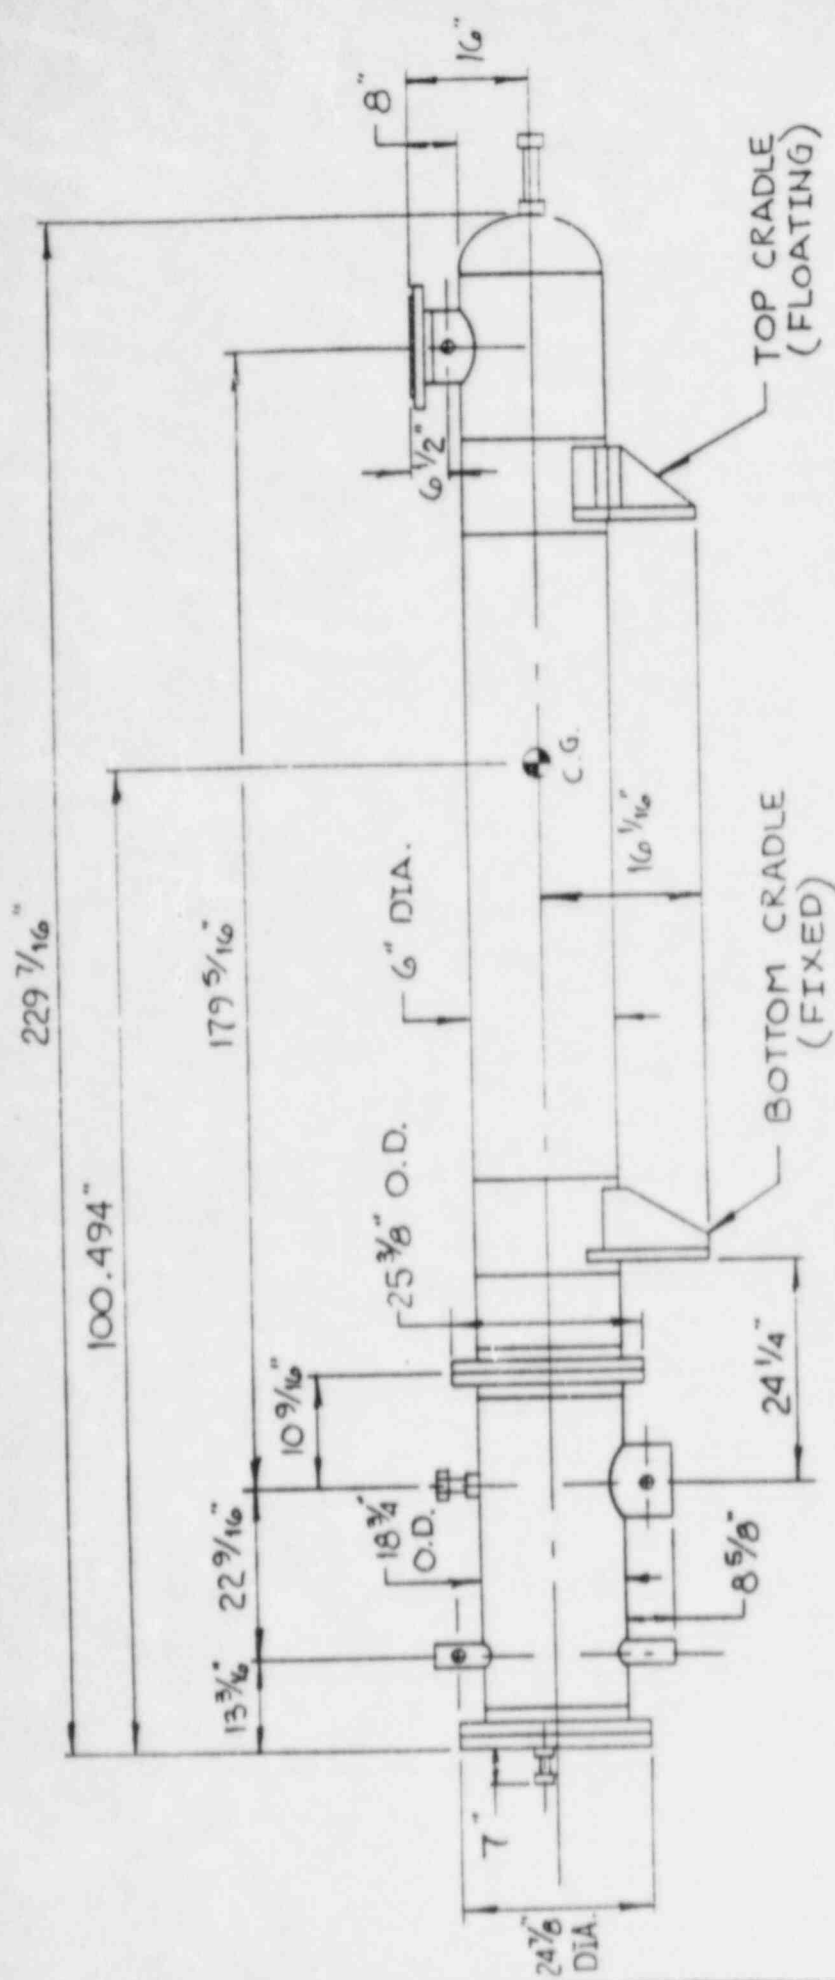 229 7/16"
100.494"
179 5/16"
22 9/16"
13 3/16"
10 9/16"
16"
8"
6 1/2"
6" DIA.
25 3/8" O.D.
18 3/4"
O.D.
C.G.
16 1/16"
TOP CRADLE
(FLOATING)
BOTTOM CRADLE
(FIXED)
24 1/4"
8 5/8"
7"
24 7/8"
DIA.